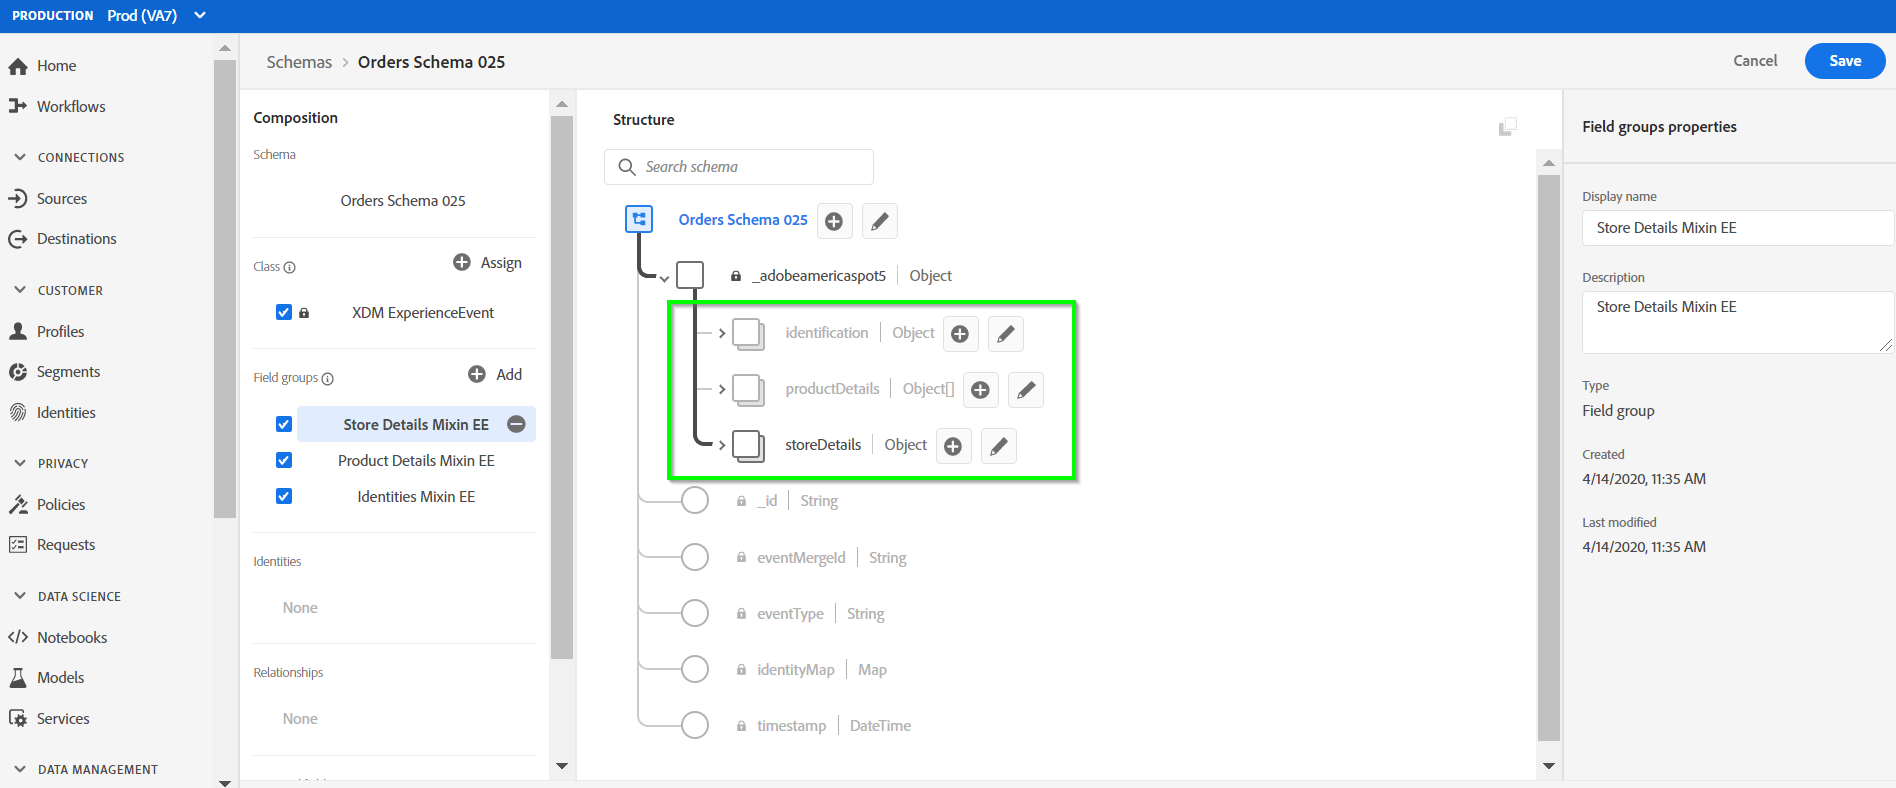 PRODUCTION Prod (VA7)
Home
Workflows
CONNECTIONS
Sources
Destinations
CUSTOMER
Profiles
Segments
Identities
PRIVACY
Policies
Requests
DATA SCIENCE
Notebooks
Models
Services
DATA MANAGEMENT
Schemas > Orders Schema 025
Cancel
Save
Composition
Schema
Orders Schema 025
Class
Assign
XDM ExperienceEvent
Field groups
Add
Store Details Mixin EE
Product Details Mixin EE
Identities Mixin EE
Identities
None
Relationships
None
Structure
Search schema
Orders Schema 025
_adobeamericaspot5 | Object
identification | Object
productDetails | Object[]
storeDetails | Object
_id | String
eventMergeId | String
eventType | String
identityMap | Map
timestamp | DateTime
Field groups properties
Display name
Store Details Mixin EE
Description
Store Details Mixin EE
Type
Field group
Created
4/14/2020, 11:35 AM
Last modified
4/14/2020, 11:35 AM